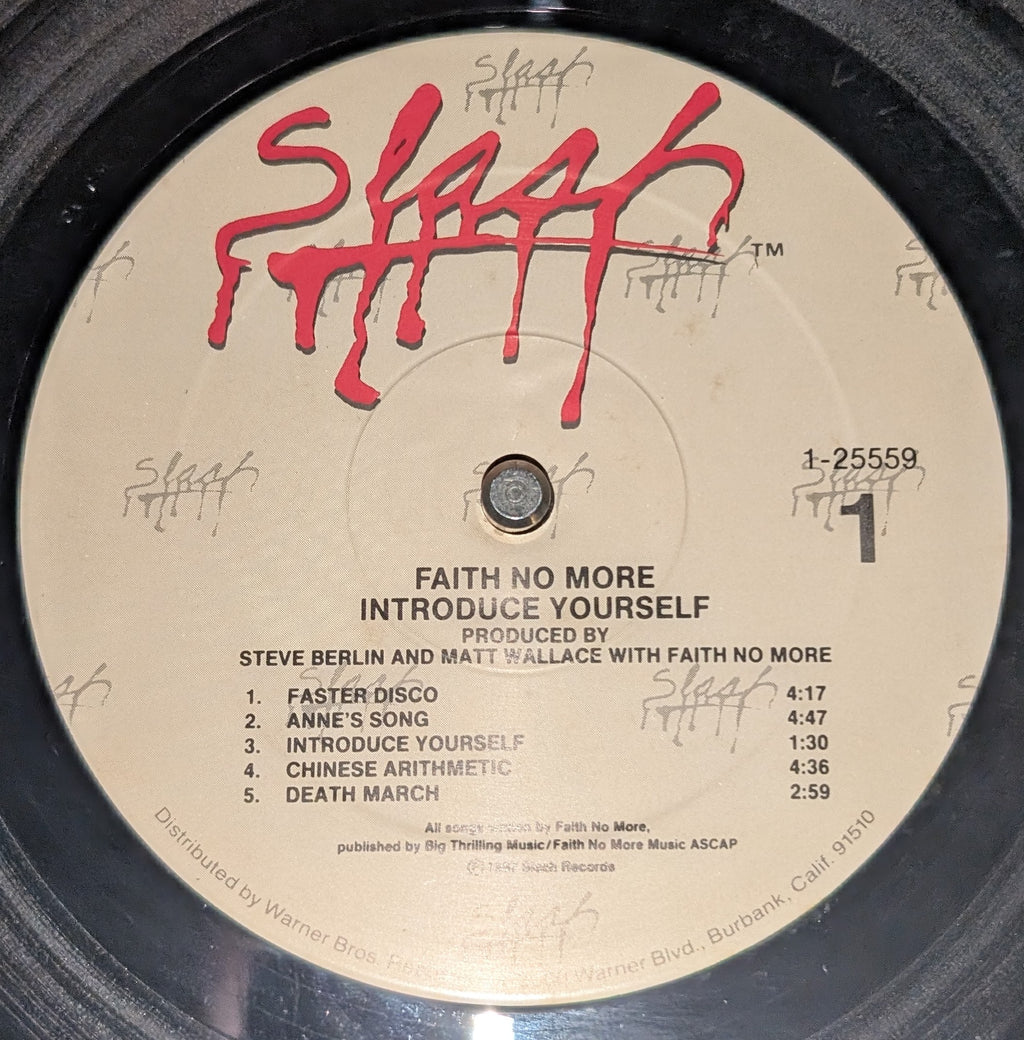 Slash
TM
1-25559
1
FAITH NO MORE
INTRODUCE YOURSELF
PRODUCED BY
STEVE BERLIN AND MATT WALLACE WITH FAITH NO MORE
1. FASTER DISCO 4:17
2. ANNE'S SONG 4:47
3. INTRODUCE YOURSELF 1:30
4. CHINESE ARITHMETIC 4:36
5. DEATH MARCH 2:59
All songs written by Faith No More,
published by Big Thrilling Music/Faith No More Music ASCAP
Ⓟ 1987 Slash Records
Distributed by Warner Bros. Warner Blvd., Burbank, Calif. 91510